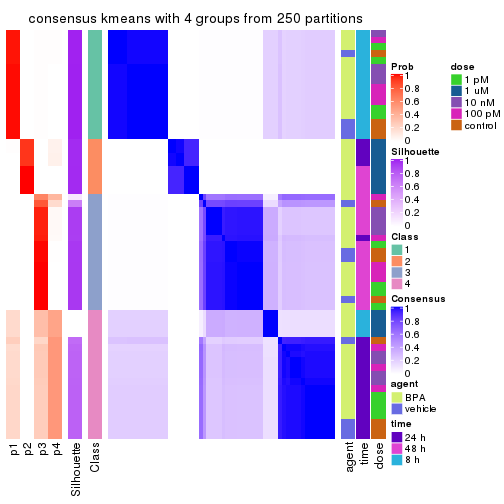 consensus kmeans with 4 groups from 250 partitions
p1
p2
p3
p4
Silhouette
Class
agent
time
dose
Prob
1
0.8
0.6
0.4
0.2
0
Silhouette
1
0.8
0.6
0.4
0.2
0
Class
1
2
3
4
Consensus
1
0.8
0.6
0.4
0.2
0
agent
BPA
vehicle
time
24 h
48 h
8 h
dose
1 pM
1 uM
10 nM
100 pM
control